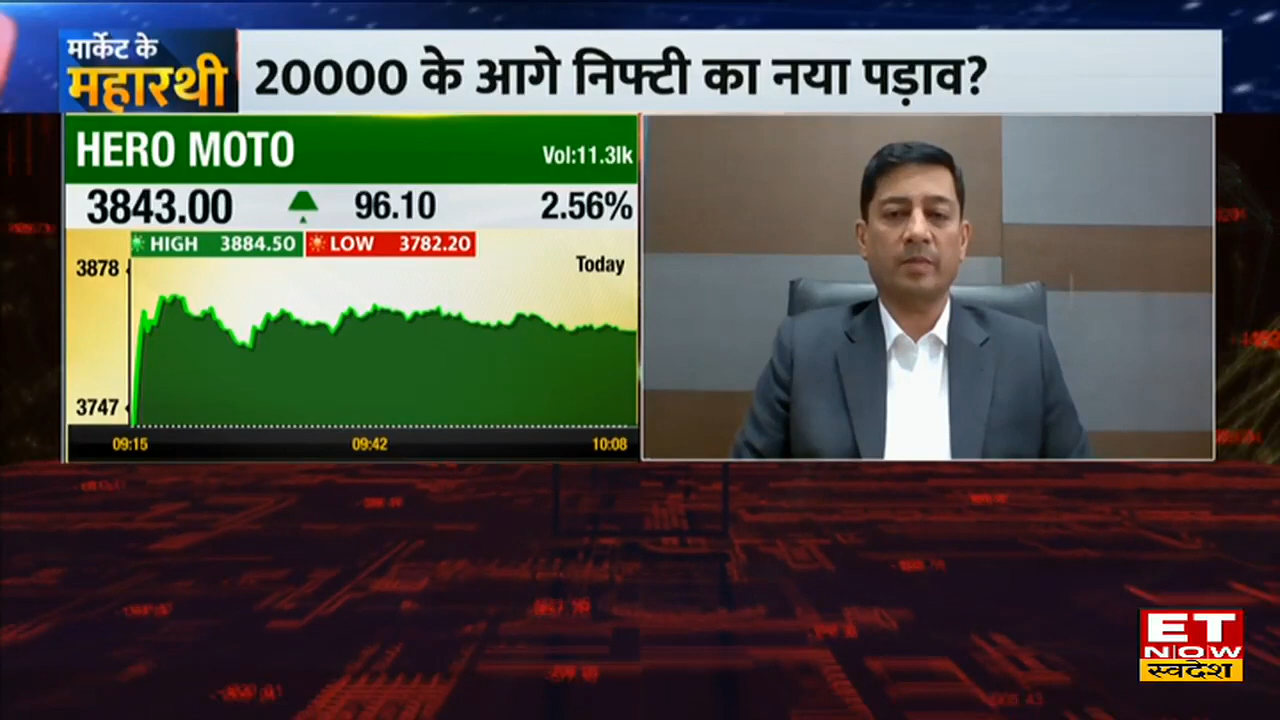 मार्केट के
महारथी
20000 के आगे निफ्टी का नया पड़ाव?
HERO MOTO
Vol:11.3lk
3843.00
96.10
2.56%
HIGH 3884.50
LOW 3782.20
Today
3878
3747
09:15
09:42
10:08
ET
NOW
स्वदेश